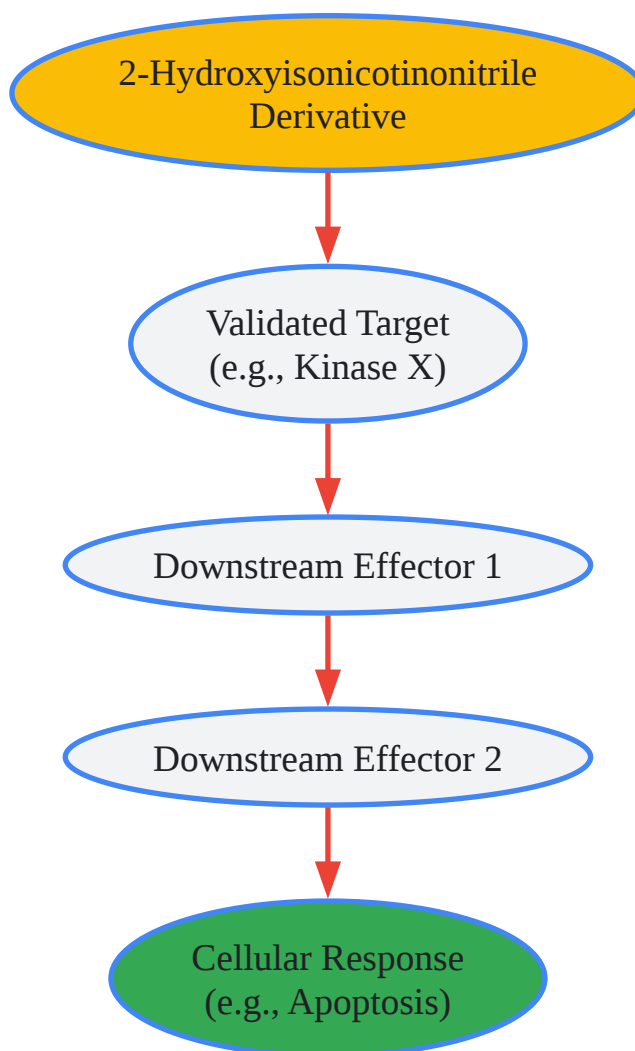 2-Hydroxyisonicotinonitrile
Derivative
Validated Target
(e.g., Kinase X)
Downstream Effector 1
Downstream Effector 2
Cellular Response
(e.g., Apoptosis)